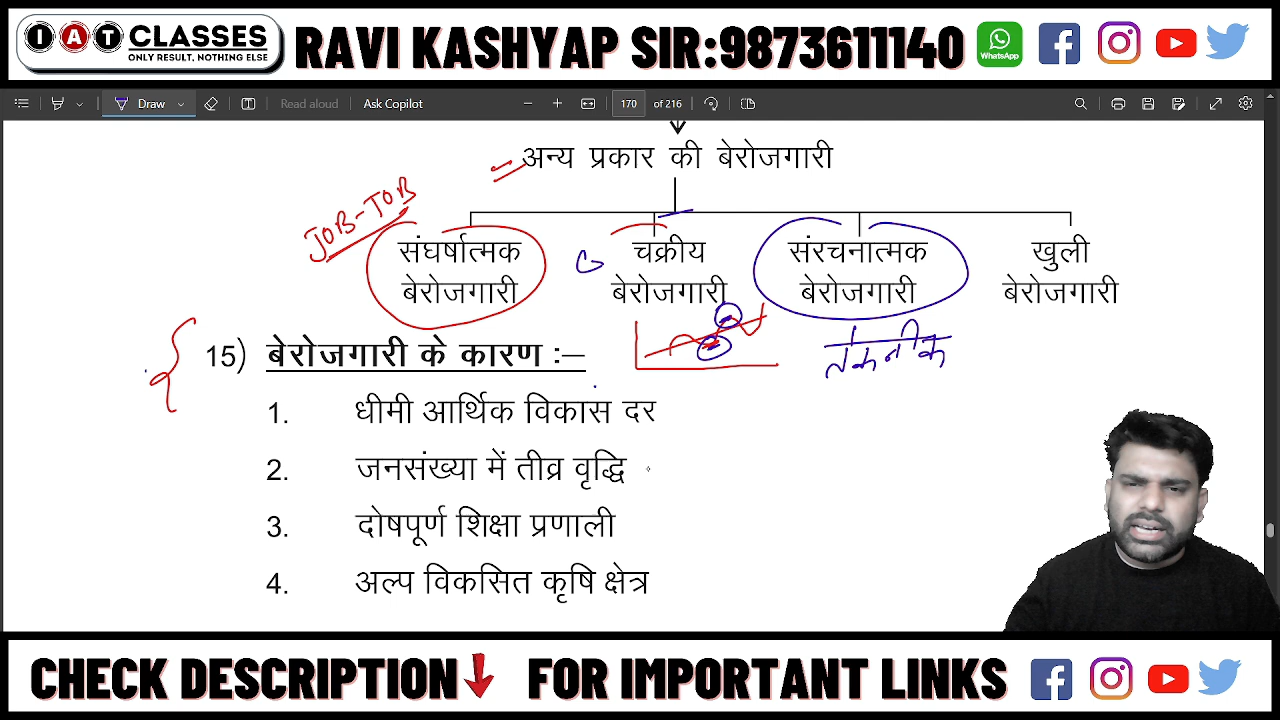 IAT CLASSES
ONLY RESULT, NOTHING ELSE
RAVI KASHYAP SIR:9873611140
WhatsApp
Draw
Read aloud
Ask Copilot
170 of 216
अन्य प्रकार की बेरोजगारी
JOB-JOB
संघर्षात्मक बेरोजगारी
चक्रीय बेरोजगारी
संरचनात्मक बेरोजगारी
खुली बेरोजगारी
तकनीक
15) बेरोजगारी के कारण :—
1. धीमी आर्थिक विकास दर
2. जनसंख्या में तीव्र वृद्धि
3. दोषपूर्ण शिक्षा प्रणाली
4. अल्प विकसित कृषि क्षेत्र
CHECK DESCRIPTION FOR IMPORTANT LINKS